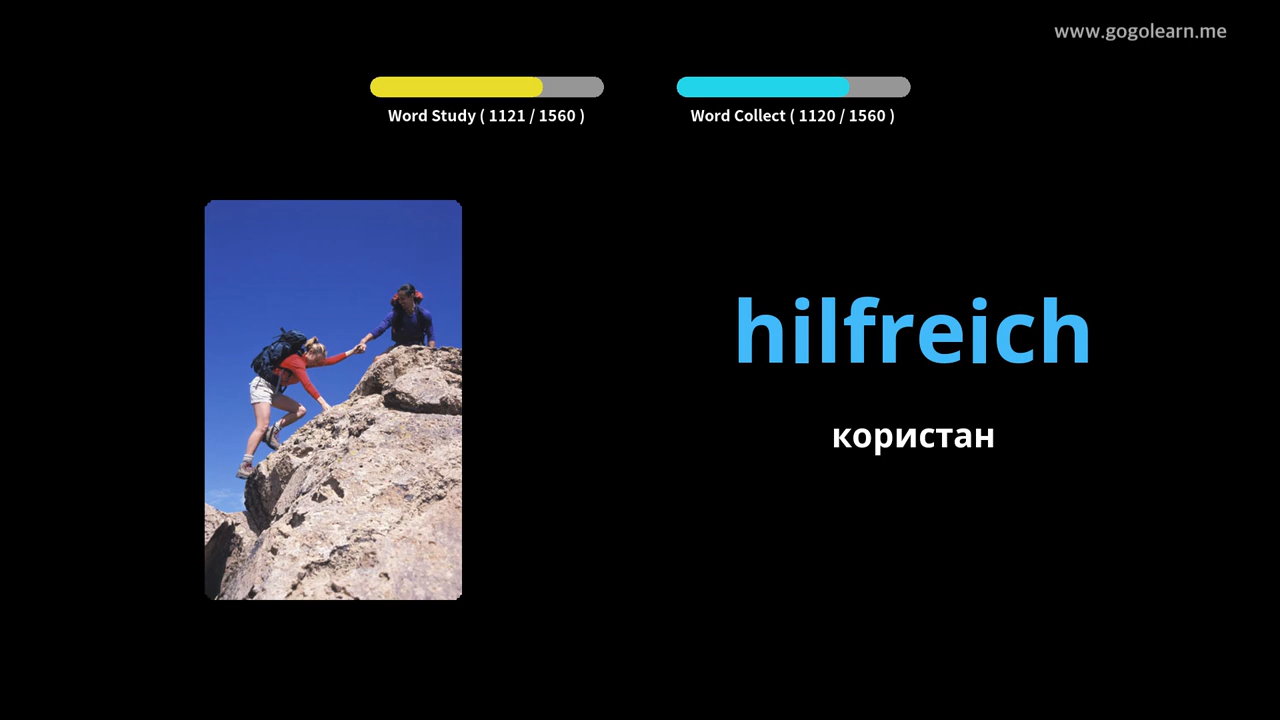 www.gogolearn.me
Word Study ( 1121 / 1560 )
Word Collect ( 1120 / 1560 )
hilfreich
користан